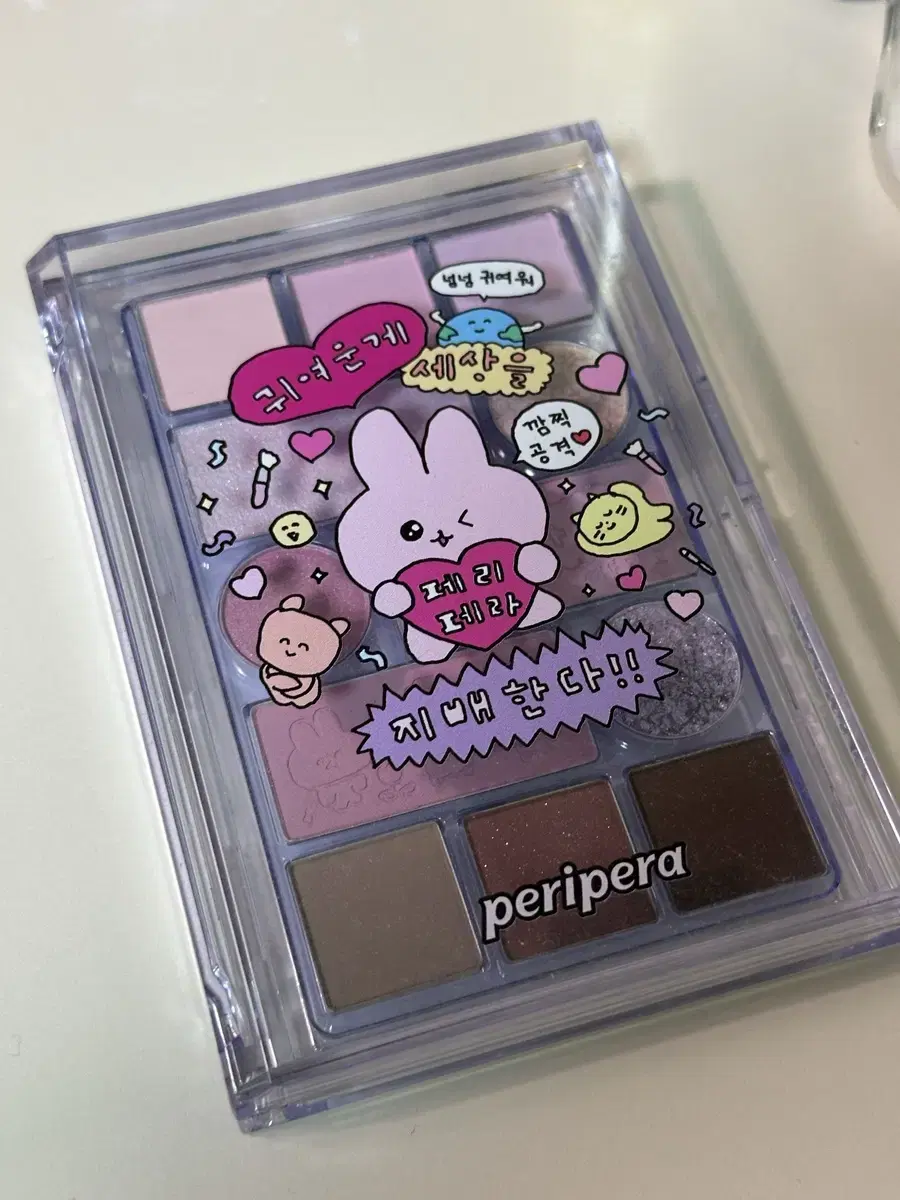 넘넘 귀여워
귀여운게
세상을
깜찍
공격
페리
페라
지배한다!!
peripera